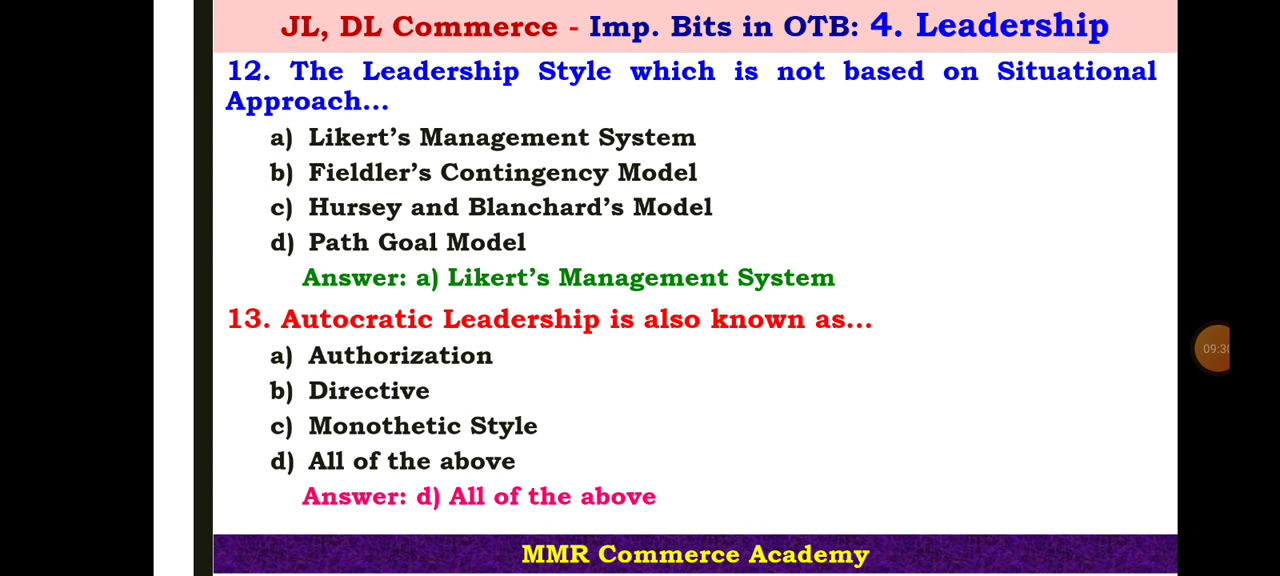 JL, DL Commerce - Imp. Bits in OTB: 4. Leadership
12. The Leadership Style which is not based on Situational
Approach...
a) Likert's Management System
b) Fieldler's Contingency Model
c) Hursey and Blanchard's Model
d) Path Goal Model
Answer: a) Likert's Management System
13. Autocratic Leadership is also known as...
a) Authorization
b) Directive
c) Monothetic Style
d) All of the above
Answer: d) All of the above
MMR Commerce Academy
09:30